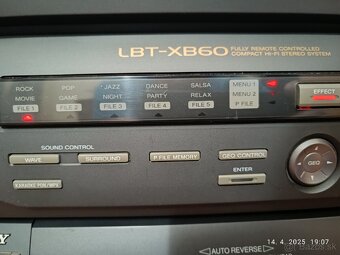 LBT-XB60 FULLY REMOTE CONTROLLED
COMPACT HI-FI STEREO SYSTEM
ROCK POP JAZZ DANCE SALSA MENU 1
MOVIE GAME NIGHT PARTY RELAX MENU 2
FILE 1 FILE 2 FILE 3 FILE 4 FILE 5 P FILE
EFFECT
SOUND CONTROL
WAVE SURROUND P FILE MEMORY GEQ CONTROL
GEQ
ENTER
KARAOKE PON/MPX
Y
AUTO REVERSE
14. 4. 2025 19:07